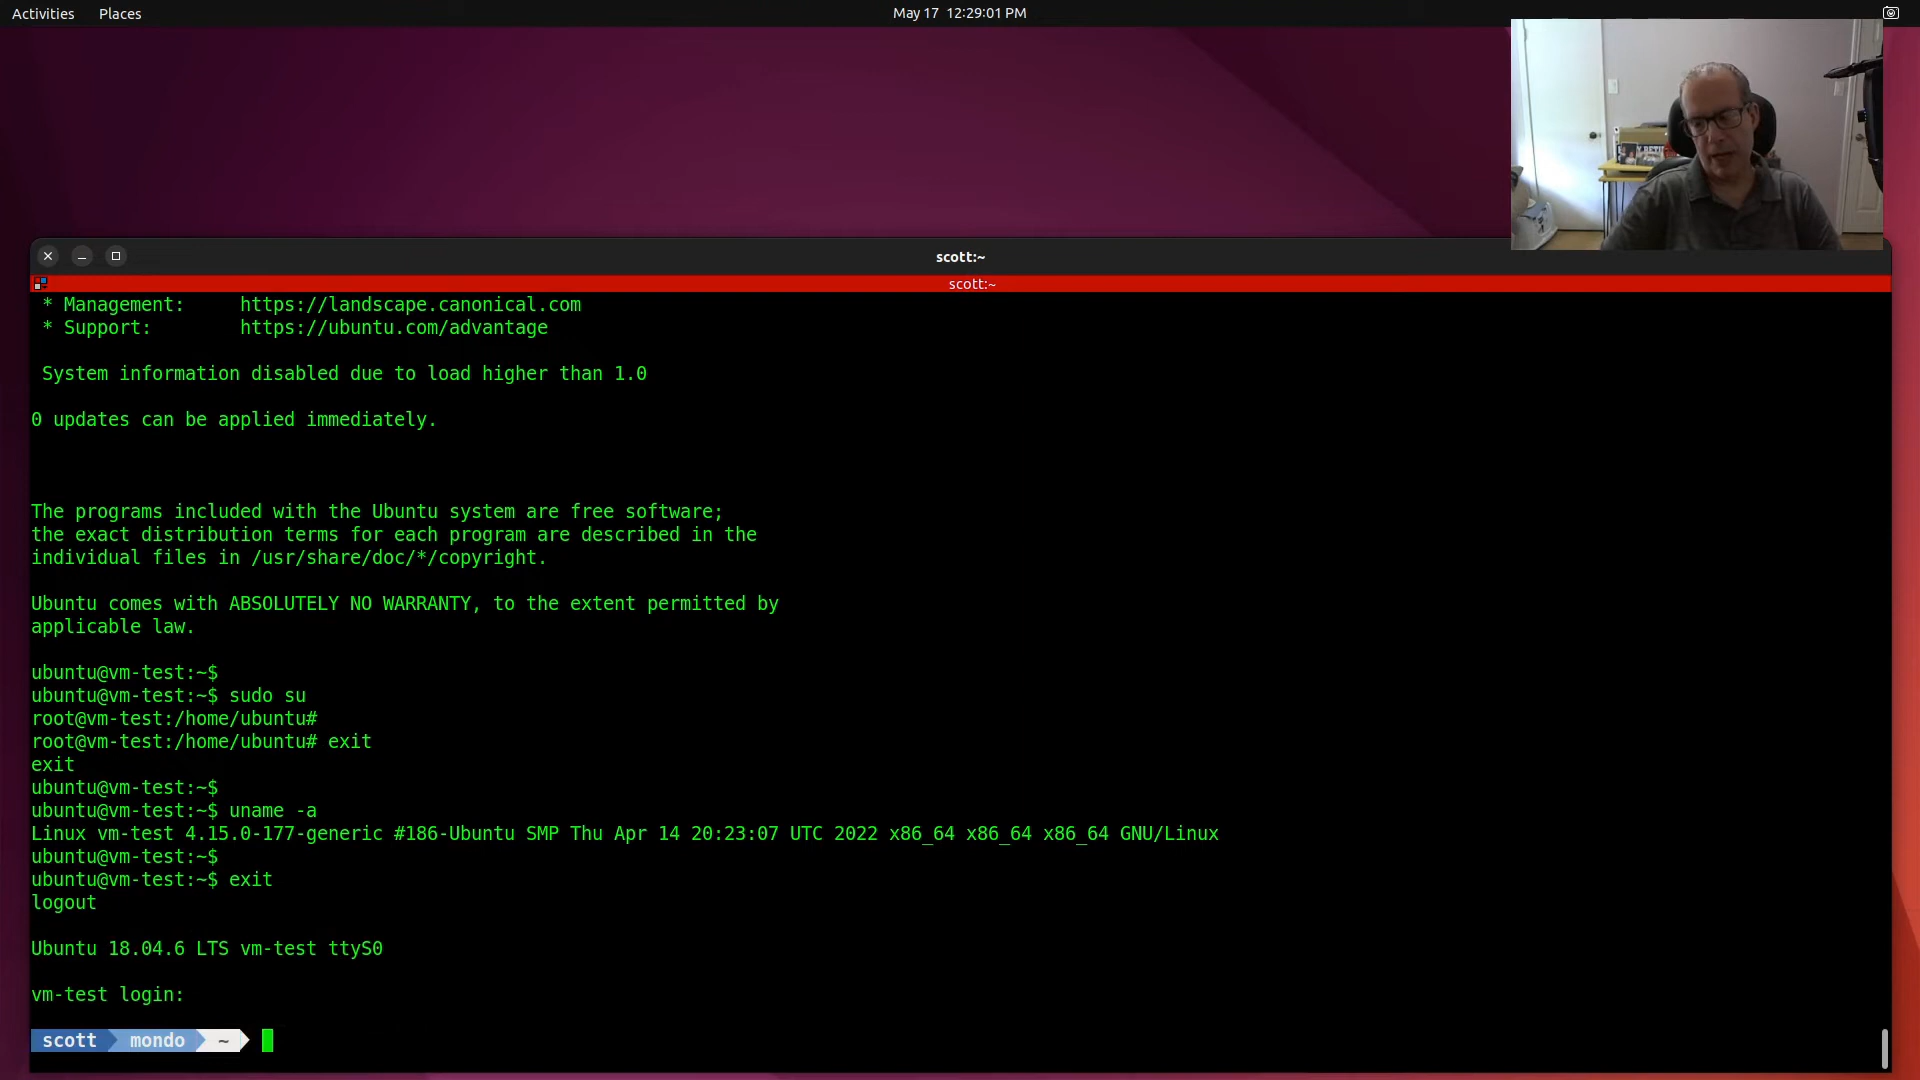 Activities Places May 17 12:29:01 PM
scott:~
scott:~
* Management: https://landscape.canonical.com
* Support: https://ubuntu.com/advantage
System information disabled due to load higher than 1.0
0 updates can be applied immediately.
The programs included with the Ubuntu system are free software;
the exact distribution terms for each program are described in the
individual files in /usr/share/doc/*/copyright.
Ubuntu comes with ABSOLUTELY NO WARRANTY, to the extent permitted by
applicable law.
ubuntu@vm-test:~$
ubuntu@vm-test:~$ sudo su
root@vm-test:/home/ubuntu#
root@vm-test:/home/ubuntu# exit
exit
ubuntu@vm-test:~$
ubuntu@vm-test:~$ uname -a
Linux vm-test 4.15.0-177-generic #186-Ubuntu SMP Thu Apr 14 20:23:07 UTC 2022 x86_64 x86_64 x86_64 GNU/Linux
ubuntu@vm-test:~$
ubuntu@vm-test:~$ exit
logout
Ubuntu 18.04.6 LTS vm-test ttyS0
vm-test login:
scott mondo ~